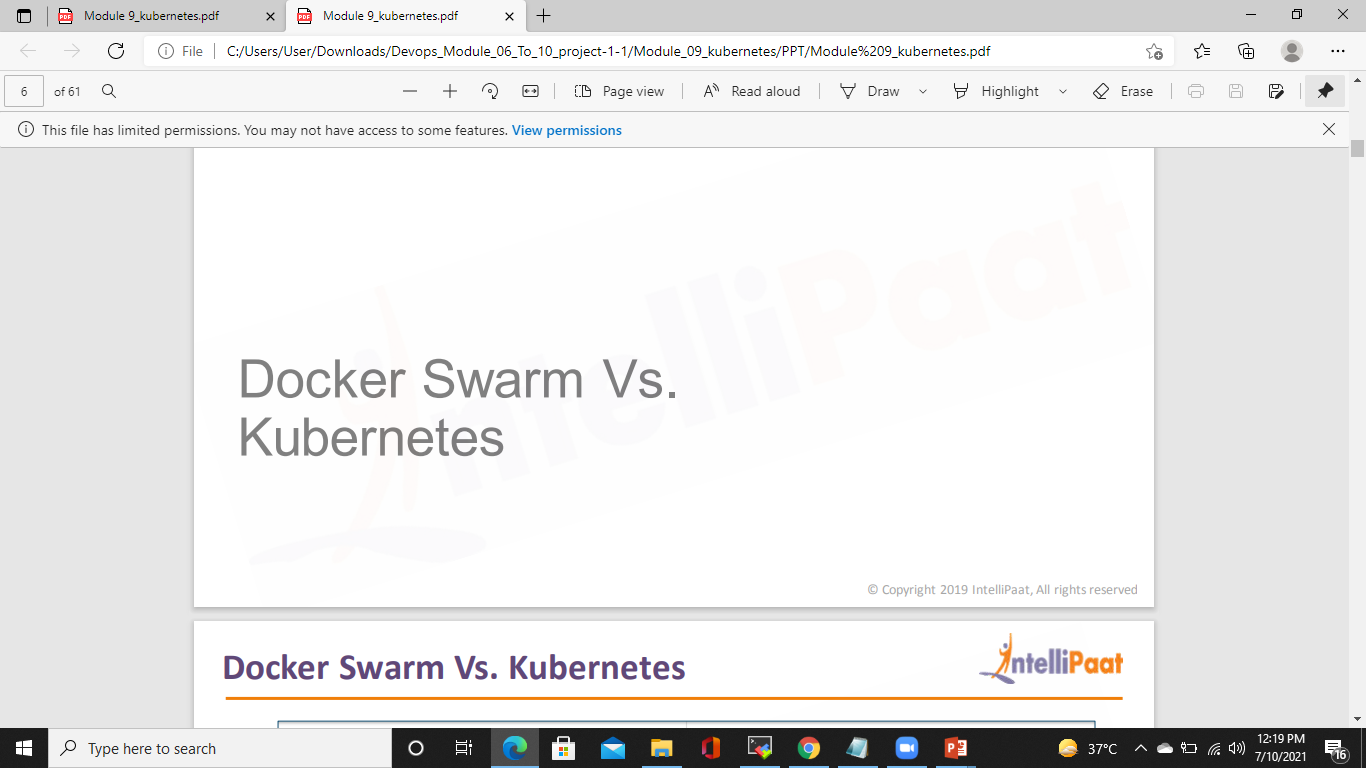 Module 9_kubernetes.pdf
Module 9_kubernetes.pdf
File
C:/Users/User/Downloads/Devops_Module_06_To_10_project-1-1/Module_09_kubernetes/PPT/Module%209_kubernetes.pdf
6 of 61
Page view
Read aloud
Draw
Highlight
Erase
This file has limited permissions. You may not have access to some features. View permissions
IntelliPaat
Docker Swarm Vs.
Kubernetes
© Copyright 2019 IntelliPaat, All rights reserved
Docker Swarm Vs. Kubernetes
IntelliPaat
Type here to search
37°C
12:19 PM
7/10/2021
16